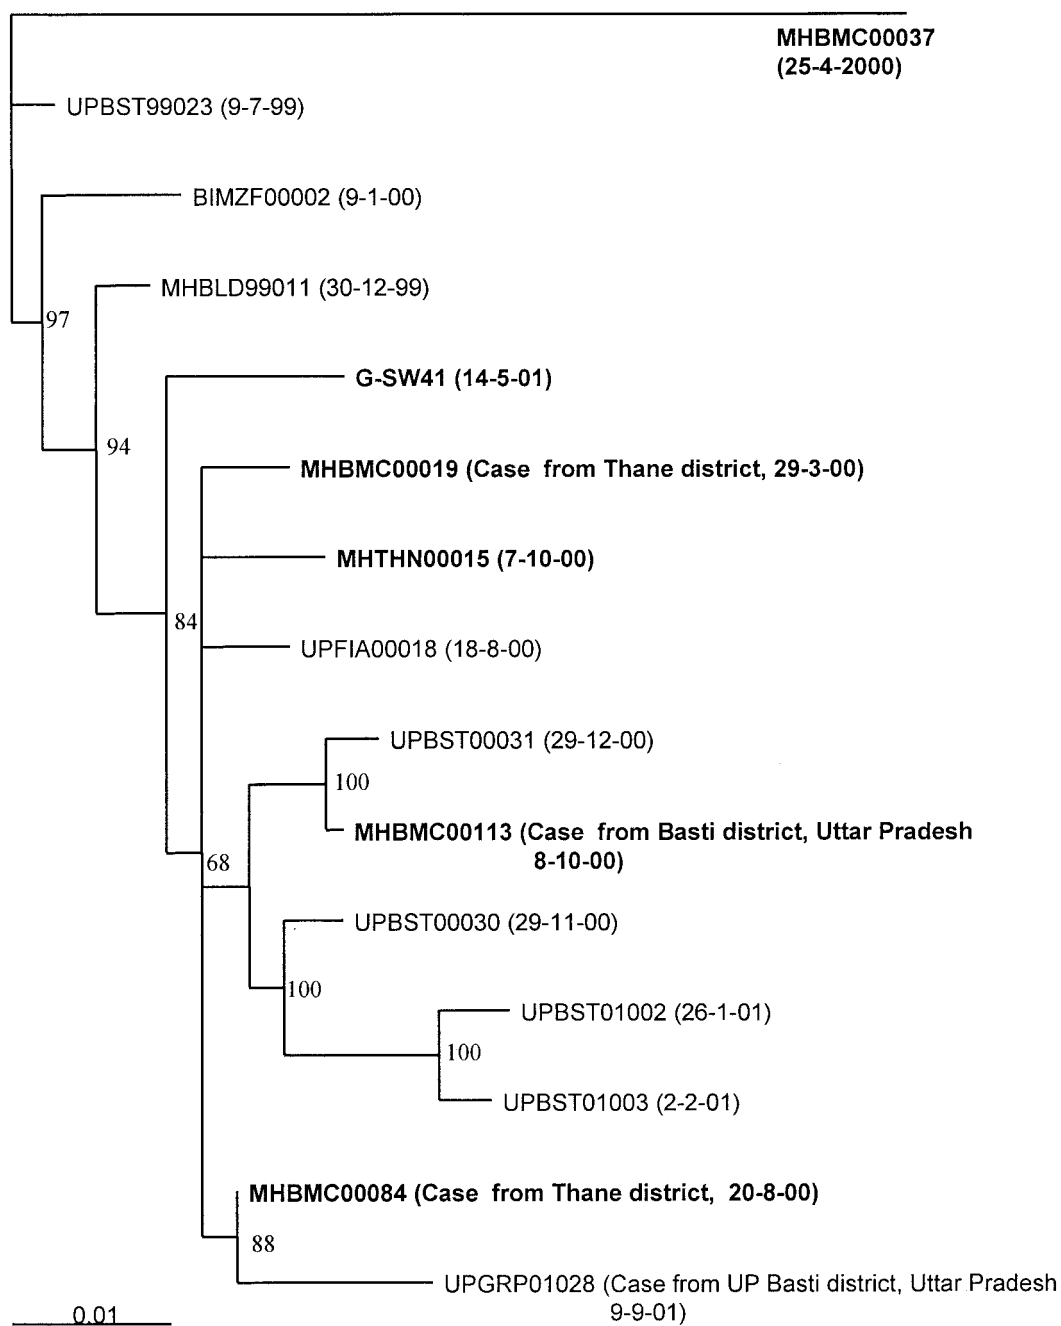 MHBMC00037
(25-4-2000)
UPBST99023 (9-7-99)
BIMZF00002 (9-1-00)
MHBLD99011 (30-12-99)
97
G-SW41 (14-5-01)
94
MHBMC00019 (Case from Thane district, 29-3-00)
MHTHN00015 (7-10-00)
84
UPFIA00018 (18-8-00)
UPBST00031 (29-12-00)
100
MHBMC00113 (Case from Basti district, Uttar Pradesh
8-10-00)
68
UPBST00030 (29-11-00)
100
UPBST01002 (26-1-01)
100
UPBST01003 (2-2-01)
MHBMC00084 (Case from Thane district, 20-8-00)
88
UPGRP01028 (Case from UP Basti district, Uttar Pradesh
9-9-01)
0.01